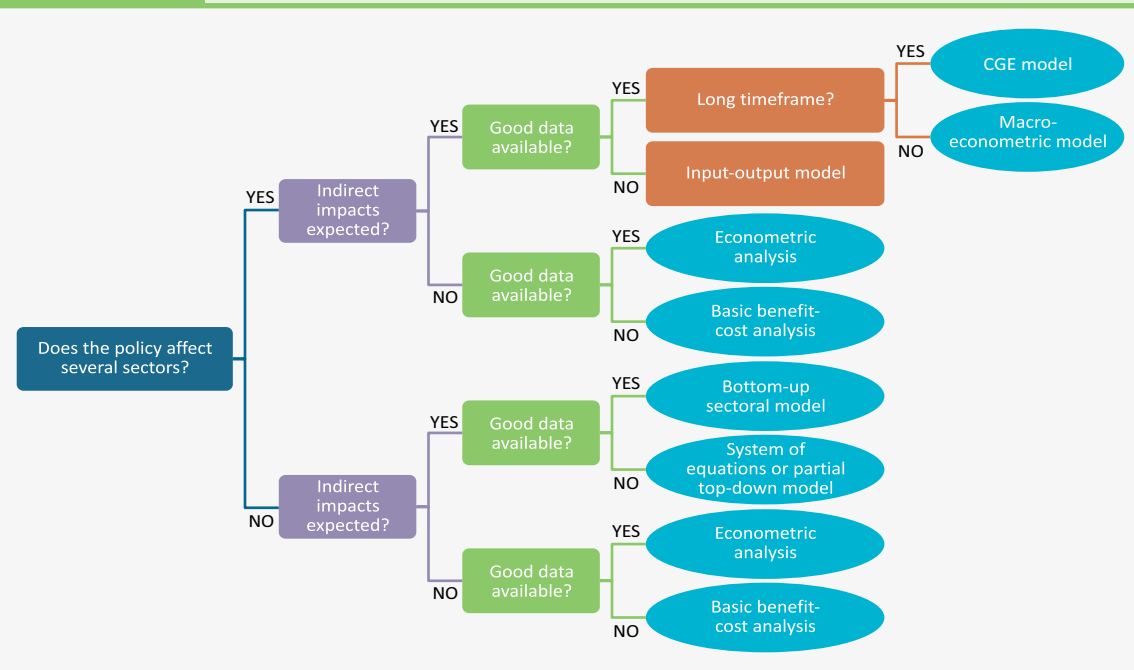 YES
CGE model
YES
Long timeframe?
YES
Good data
available?
Macro-
econometric model
NO
Input-output model
NO
YES
Indirect
impacts
expected?
YES
Econometric
analysis
Good data
available?
NO
Basic benefit-
cost analysis
NO
Does the policy affect
several sectors?
YES
Bottom-up
sectoral model
YES
Good data
available?
System of
equations or partial
top-down model
NO
Indirect
impacts
expected?
NO
YES
Econometric
analysis
Good data
available?
NO
Basic benefit-
cost analysis
NO